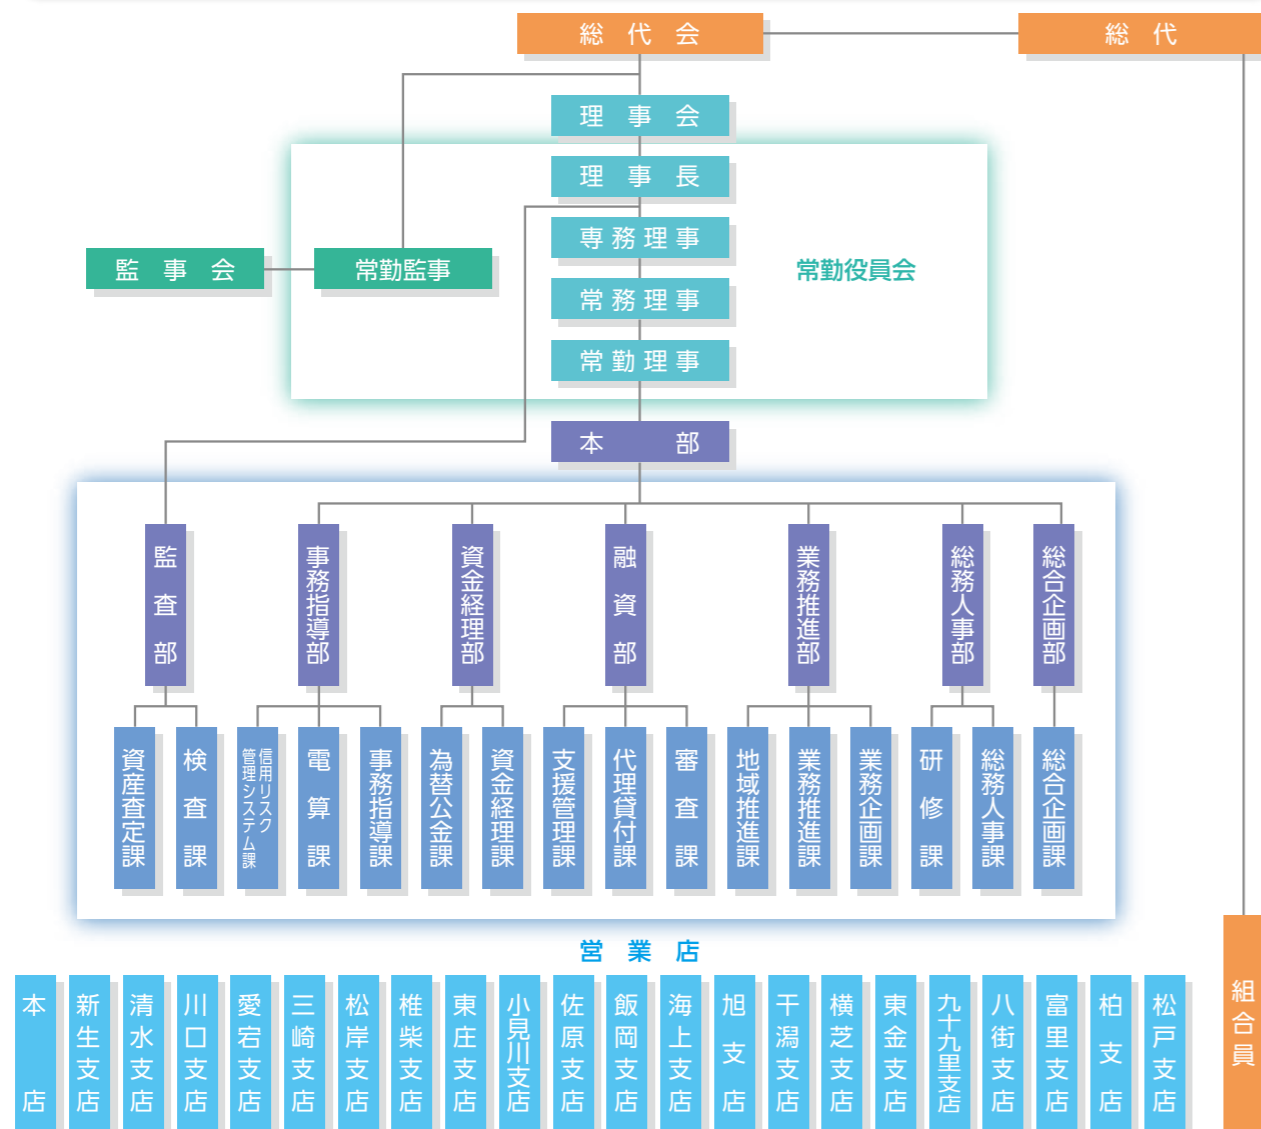 総代会
総代
理事会
理事長
専務理事
監事会
常勤監事
常勤役員会
常務理事
常勤理事
本部
監査部
事務指導部
資金経理部
融資部
業務推進部
総務人事部
総合企画部
資産査定課
検査課
信用リスク
管理システム課
電算課
事務指導課
為替公金課
資金経理課
支援管理課
代理貸付課
審査課
地域推進課
業務推進課
業務企画課
研修課
総務人事課
総合企画課
営業店
本店
新生支店
清水支店
川口支店
愛宕支店
三崎支店
松岸支店
椎柴支店
東庄支店
小見川支店
佐原支店
飯岡支店
海上支店
旭支店
干潟支店
横芝支店
東金支店
九十九里支店
八街支店
富里支店
柏支店
松戸支店
組合員